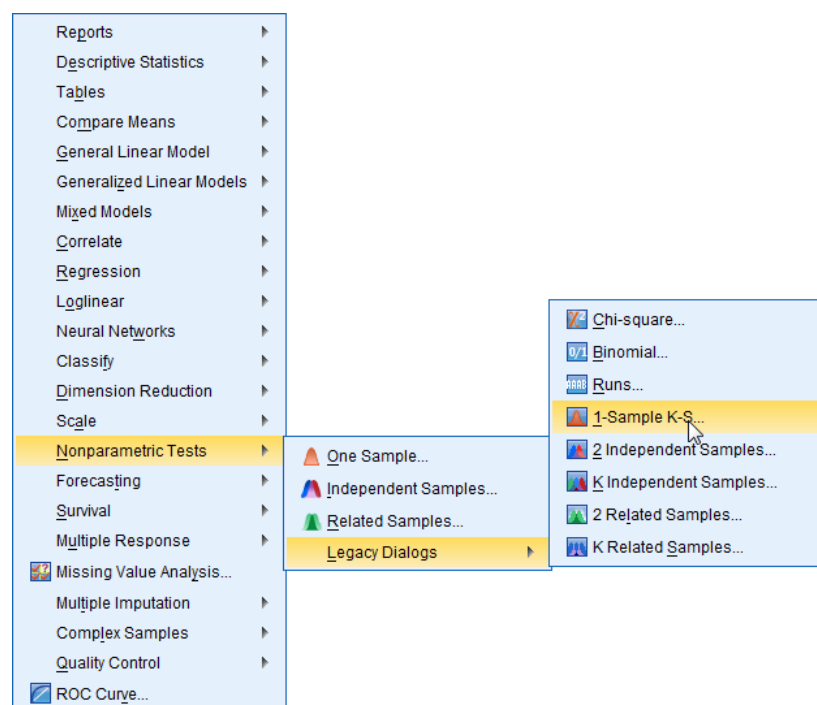 Reports
Descriptive Statistics
Tables
Compare Means
General Linear Model
Generalized Linear Models
Mixed Models
Correlate
Regression
Loglinear
Neural Networks
Classify
Dimension Reduction
Scale
Nonparametric Tests
Forecasting
Survival
Multiple Response
Missing Value Analysis...
Multiple Imputation
Complex Samples
Quality Control
ROC Curve...
One Sample...
Independent Samples...
Related Samples...
Legacy Dialogs
Chi-square...
0/1 Binomial...
AAAB Runs...
1-Sample K-S...
2 Independent Samples...
K Independent Samples...
2 Related Samples...
K Related Samples...